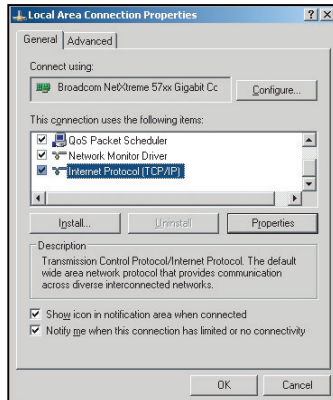 Local Area Connection Properties
General Advanced
Connect using:
Broadcom NetXtreme 57xx Gigabit Cc Configure...
This connection uses the following items:
QoS Packet Scheduler
Network Monitor Driver
Internet Protocol (TCP/IP)
Install... Uninstall Properties
Description
Transmission Control Protocol/Internet Protocol. The default
wide area network protocol that provides communication
across diverse interconnected networks.
Show icon in notification area when connected
Notify me when this connection has limited or no connectivity
OK Cancel